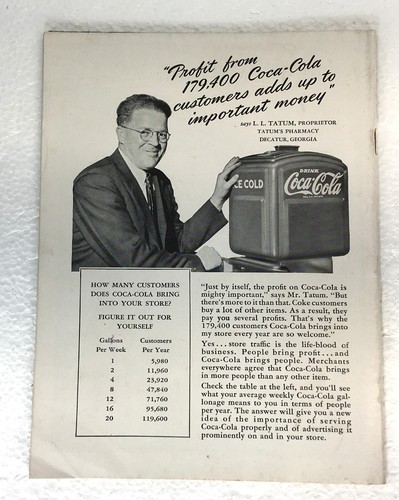 "Profit from
179,400 Coca-Cola
customers adds up to
important money"
says L. L. TATUM, PROPRIETOR
TATUM'S PHARMACY
DECATUR, GEORGIA
ICE COLD
DRINK
Coca-Cola
HOW MANY CUSTOMERS
DOES COCA-COLA BRING
INTO YOUR STORE?
FIGURE IT OUT FOR
YOURSELF
Gallons Customers
Per Week Per Year
1 5,980
2 11,960
4 23,920
8 47,840
12 71,760
16 95,680
20 119,600
"Just by itself, the profit on Coca-Cola is
mighty important," says Mr. Tatum. "But
there's more to it than that. Coke customers
buy a lot of other items. As a result, they
pay you several profits. That's why the
179,400 customers Coca-Cola brings into
my store every year are so welcome."
Yes...store traffic is the life-blood of
business. People bring profit...and
Coca-Cola brings people. Merchants
everywhere agree that Coca-Cola brings
in more people than any other item.
Check the table at the left, and you'll see
what your average weekly Coca-Cola gal-
lonage means to you in terms of people
per year. The answer will give you a new
idea of the importance of serving
Coca-Cola properly and of advertising it
prominently on and in your store.